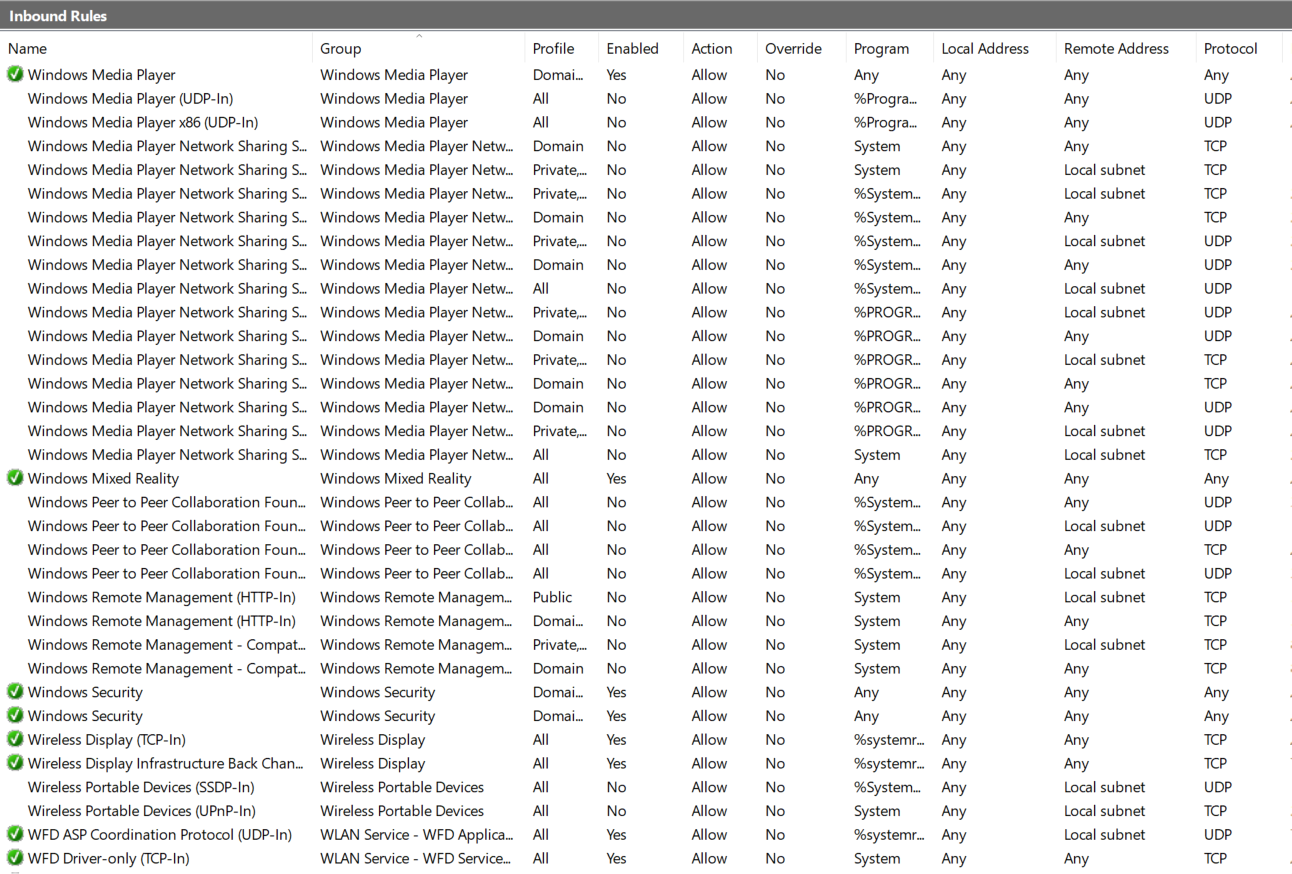 Inbound Rules
Name Group Profile Enabled Action Override Program Local Address Remote Address Protocol
Windows Media Player Windows Media Player Domai... Yes Allow No Any Any Any Any
Windows Media Player (UDP-In) Windows Media Player All No Allow No %Progra... Any Any UDP
Windows Media Player x86 (UDP-In) Windows Media Player All No Allow No %Progra... Any Any UDP
Windows Media Player Network Sharing S... Windows Media Player Netw... Domain No Allow No System Any Any TCP
Windows Media Player Network Sharing S... Windows Media Player Netw... Private,... No Allow No System Any Local subnet TCP
Windows Media Player Network Sharing S... Windows Media Player Netw... Private,... No Allow No %System... Any Local subnet TCP
Windows Media Player Network Sharing S... Windows Media Player Netw... Domain No Allow No %System... Any Any TCP
Windows Media Player Network Sharing S... Windows Media Player Netw... Private,... No Allow No %System... Any Local subnet UDP
Windows Media Player Network Sharing S... Windows Media Player Netw... Domain No Allow No %System... Any Any UDP
Windows Media Player Network Sharing S... Windows Media Player Netw... All No Allow No %System... Any Local subnet UDP
Windows Media Player Network Sharing S... Windows Media Player Netw... Private,... No Allow No %PROGR... Any Local subnet UDP
Windows Media Player Network Sharing S... Windows Media Player Netw... Domain No Allow No %PROGR... Any Any UDP
Windows Media Player Network Sharing S... Windows Media Player Netw... Private,... No Allow No %PROGR... Any Local subnet TCP
Windows Media Player Network Sharing S... Windows Media Player Netw... Domain No Allow No %PROGR... Any Any TCP
Windows Media Player Network Sharing S... Windows Media Player Netw... Domain No Allow No %PROGR... Any Any UDP
Windows Media Player Network Sharing S... Windows Media Player Netw... Private,... No Allow No %PROGR... Any Local subnet UDP
Windows Media Player Network Sharing S... Windows Media Player Netw... All No Allow No System Any Local subnet TCP
Windows Mixed Reality Windows Mixed Reality All Yes Allow No Any Any Any Any
Windows Peer to Peer Collaboration Foun... Windows Peer to Peer Collab... All No Allow No %System... Any Any UDP
Windows Peer to Peer Collaboration Foun... Windows Peer to Peer Collab... All No Allow No %System... Any Local subnet UDP
Windows Peer to Peer Collaboration Foun... Windows Peer to Peer Collab... All No Allow No %System... Any Any TCP
Windows Peer to Peer Collaboration Foun... Windows Peer to Peer Collab... All No Allow No %System... Any Local subnet UDP
Windows Remote Management (HTTP-In) Windows Remote Managem... Public No Allow No System Any Local subnet TCP
Windows Remote Management (HTTP-In) Windows Remote Managem... Domai... No Allow No System Any Any TCP
Windows Remote Management - Compat... Windows Remote Managem... Private,... No Allow No System Any Local subnet TCP
Windows Remote Management - Compat... Windows Remote Managem... Domain No Allow No System Any Any TCP
Windows Security Windows Security Domai... Yes Allow No Any Any Any Any
Windows Security Windows Security Domai... Yes Allow No Any Any Any Any
Wireless Display (TCP-In) Wireless Display All Yes Allow No %systemr... Any Any TCP
Wireless Display Infrastructure Back Chan... Wireless Display All Yes Allow No %systemr... Any Any TCP
Wireless Portable Devices (SSDP-In) Wireless Portable Devices All No Allow No %System... Any Local subnet UDP
Wireless Portable Devices (UPnP-In) Wireless Portable Devices All No Allow No System Any Local subnet TCP
WFD ASP Coordination Protocol (UDP-In) WLAN Service - WFD Applica... All Yes Allow No %systemr... Any Local subnet UDP
WFD Driver-only (TCP-In) WLAN Service - WFD Service... All Yes Allow No System Any Any TCP